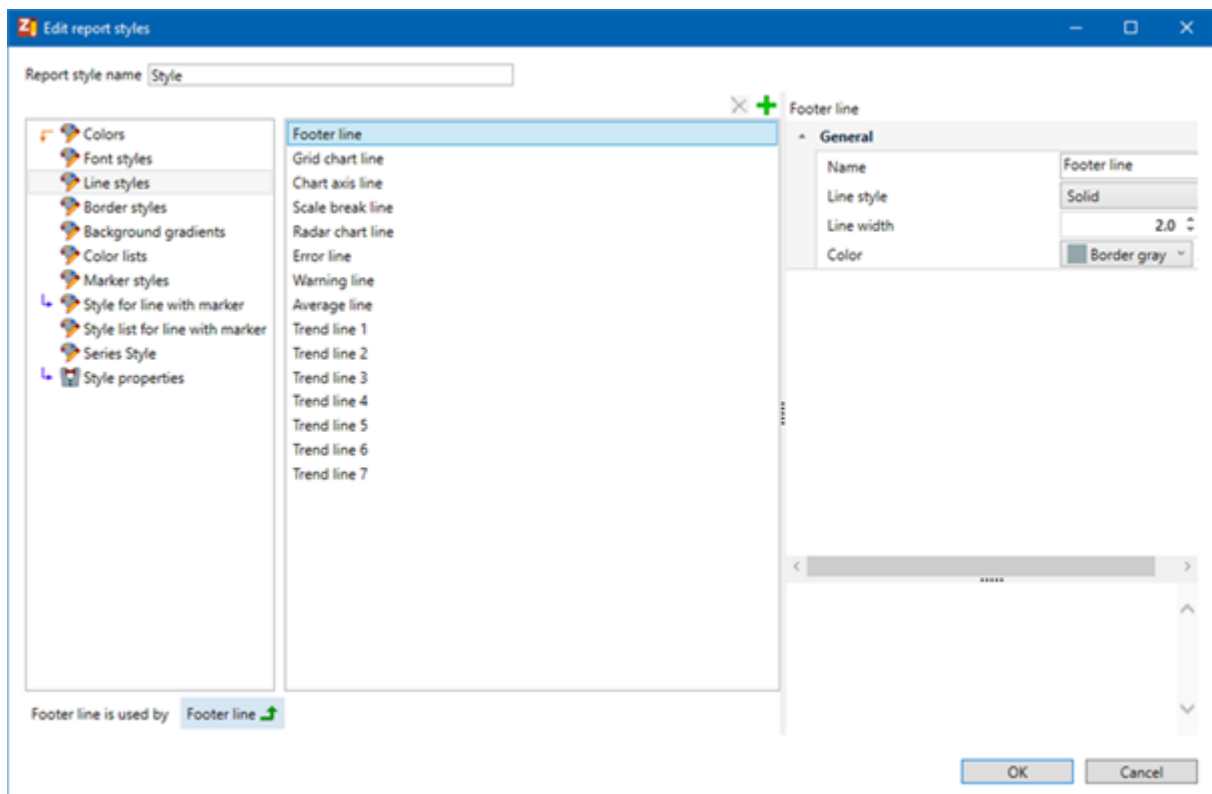 Edit report styles
Report style name Style
Colors
Font styles
Line styles
Border styles
Background gradients
Color lists
Marker styles
Style for line with marker
Style list for line with marker
Series Style
Style properties
Footer line
Grid chart line
Chart axis line
Scale break line
Radar chart line
Error line
Warning line
Average line
Trend line 1
Trend line 2
Trend line 3
Trend line 4
Trend line 5
Trend line 6
Trend line 7
Footer line
General
Name Footer line
Line style Solid
Line width 2.0
Color Border gray
Footer line is used by Footer line
OK Cancel